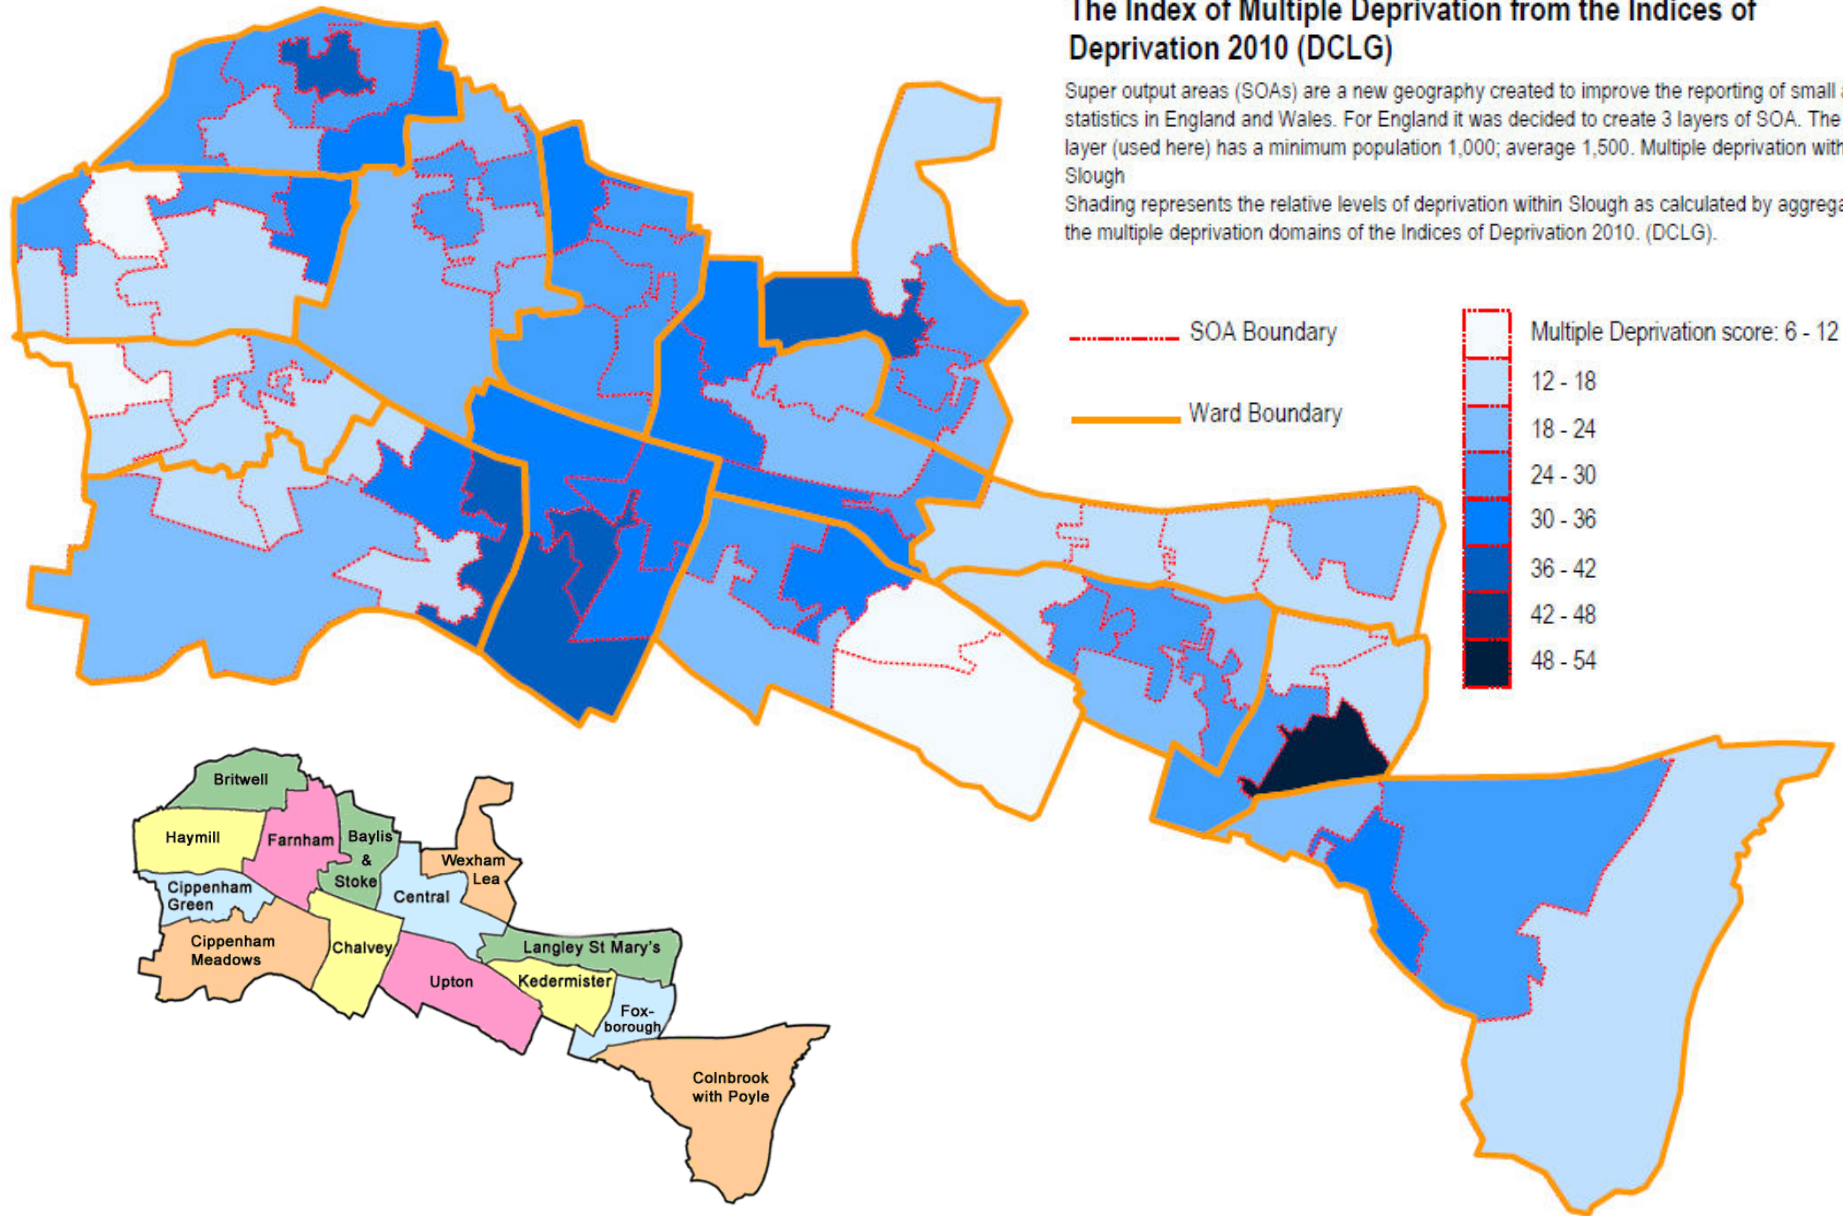 The Index of Multiple Deprivation from the Indices of
Deprivation 2010 (DCLG)
Super output areas (SOAs) are a new geography created to improve the reporting of small
statistics in England and Wales. For England it was decided to create 3 layers of SOA. The
layer (used here) has a minimum population 1,000; average 1,500. Multiple deprivation with
Slough
Shading represents the relative levels of deprivation within Slough as calculated by aggrega
the multiple deprivation domains of the Indices of Deprivation 2010. (DCLG).
SOA Boundary
Ward Boundary
Multiple Deprivation score: 6 - 12
12 - 18
18 - 24
24 - 30
30 - 36
36 - 42
42 - 48
48 - 54
Britwell
Haymill
Farnham
Baylis
&
Stoke
Wexham
Lea
Central
Cippenham
Green
Cippenham
Meadows
Chalvey
Langley St Mary's
Upton
Kedermister
Fox-
borough
Colnbrook
with Poyle